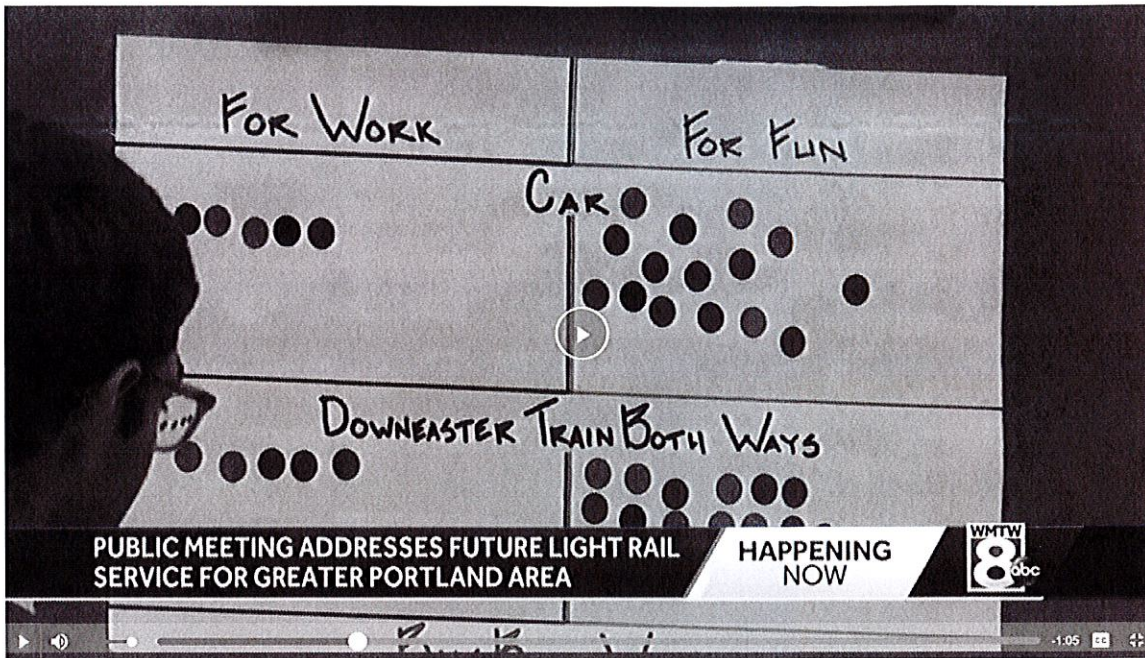 FOR WORK
FOR FUN
CAR
DOWNEASTER TRAIN BOTH WAYS
PUBLIC MEETING ADDRESSES FUTURE LIGHT RAIL
SERVICE FOR GREATER PORTLAND AREA
HAPPENING
NOW
WMTW
8 abc
-1:05
CC